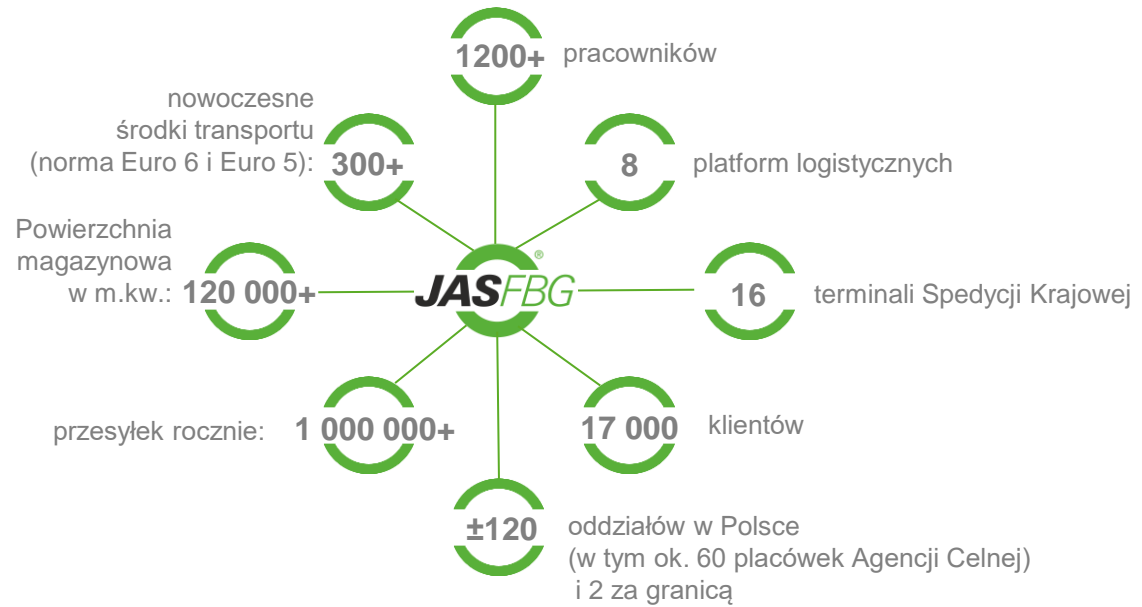 1200+ pracowników
nowoczesne
środki transportu
(norma Euro 6 i Euro 5): 300+
8 platform logistycznych
Powierzchnia
magazynowa
w m.kw.: 120 000+
JASFBG®
16 terminali Spedycji Krajowej
przesyłek rocznie: 1 000 000+
17 000 klientów
±120 oddziałów w Polsce
(w tym ok. 60 placówek Agencji Celnej)
i 2 za granicą